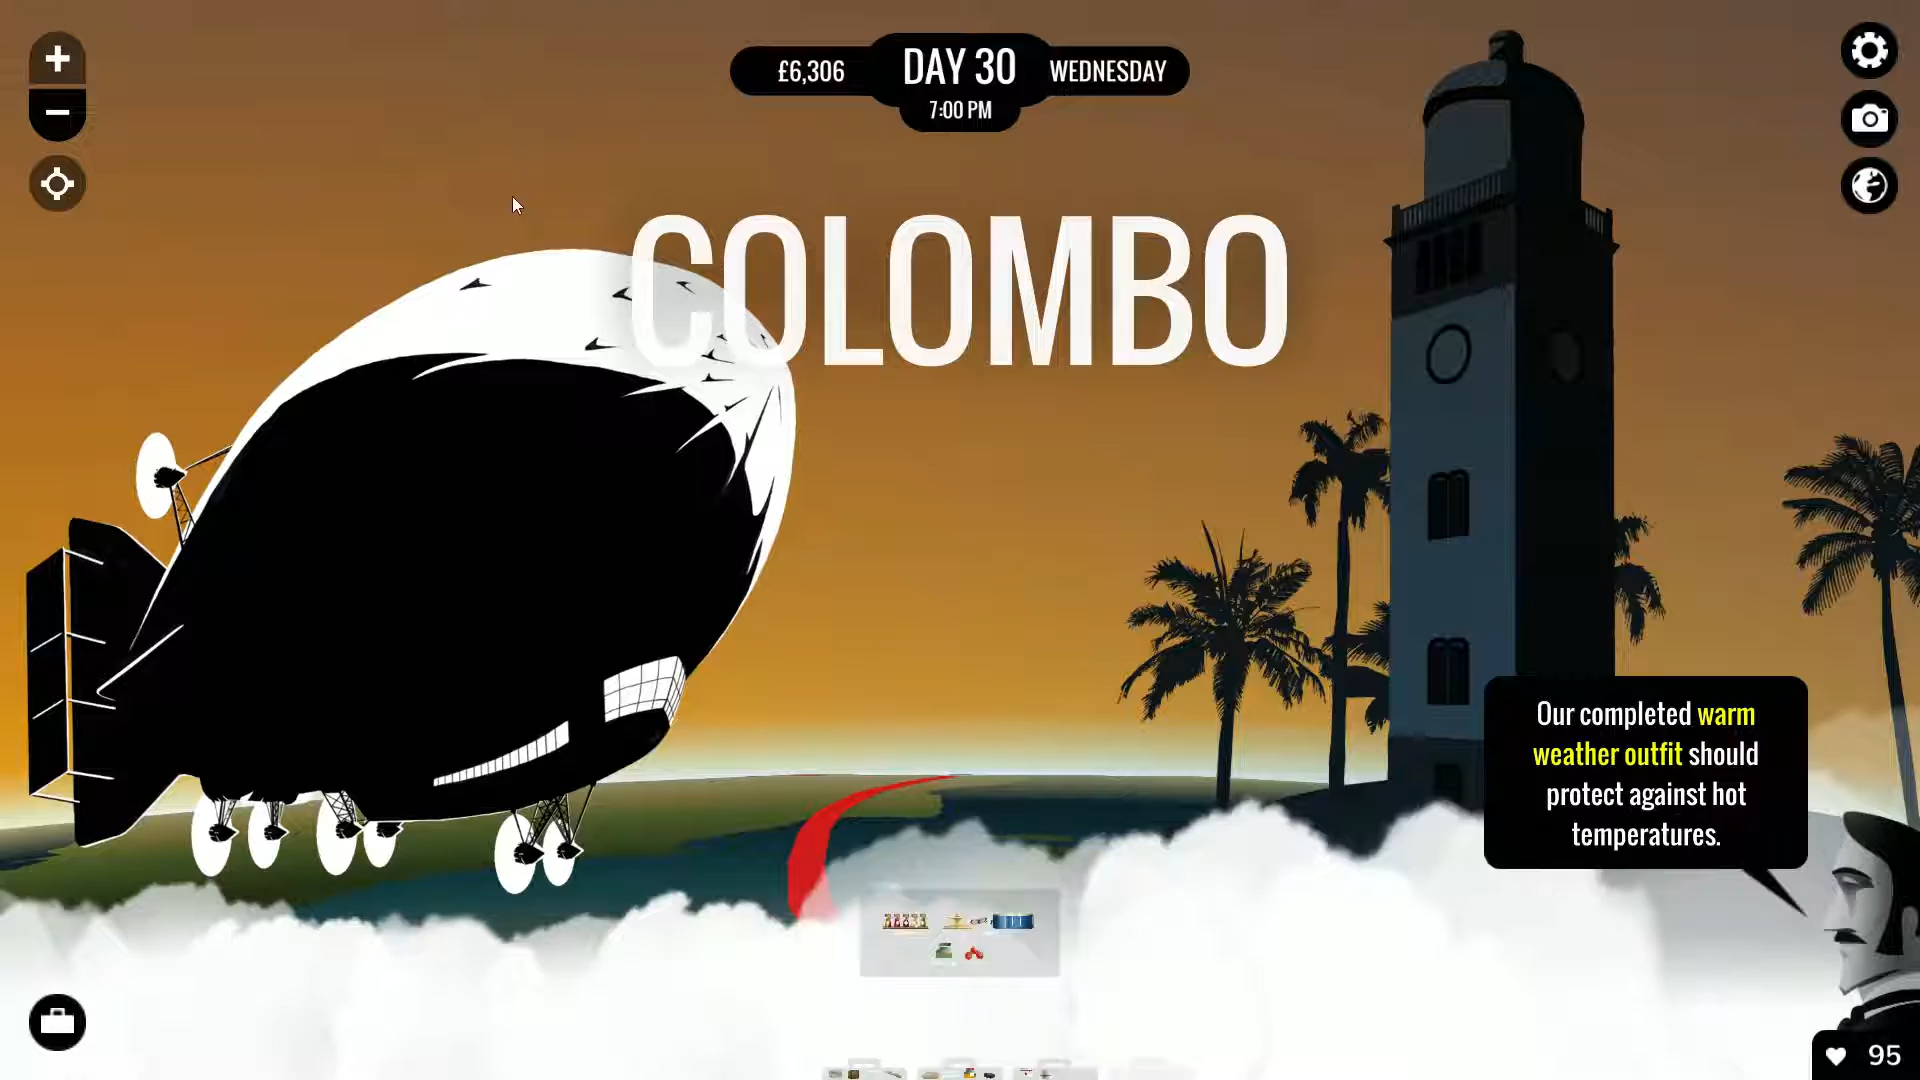 £6,306
DAY 30
WEDNESDAY
7:00 PM
COLOMBO
Our completed warm
weather outfit should
protect against hot
temperatures.
95